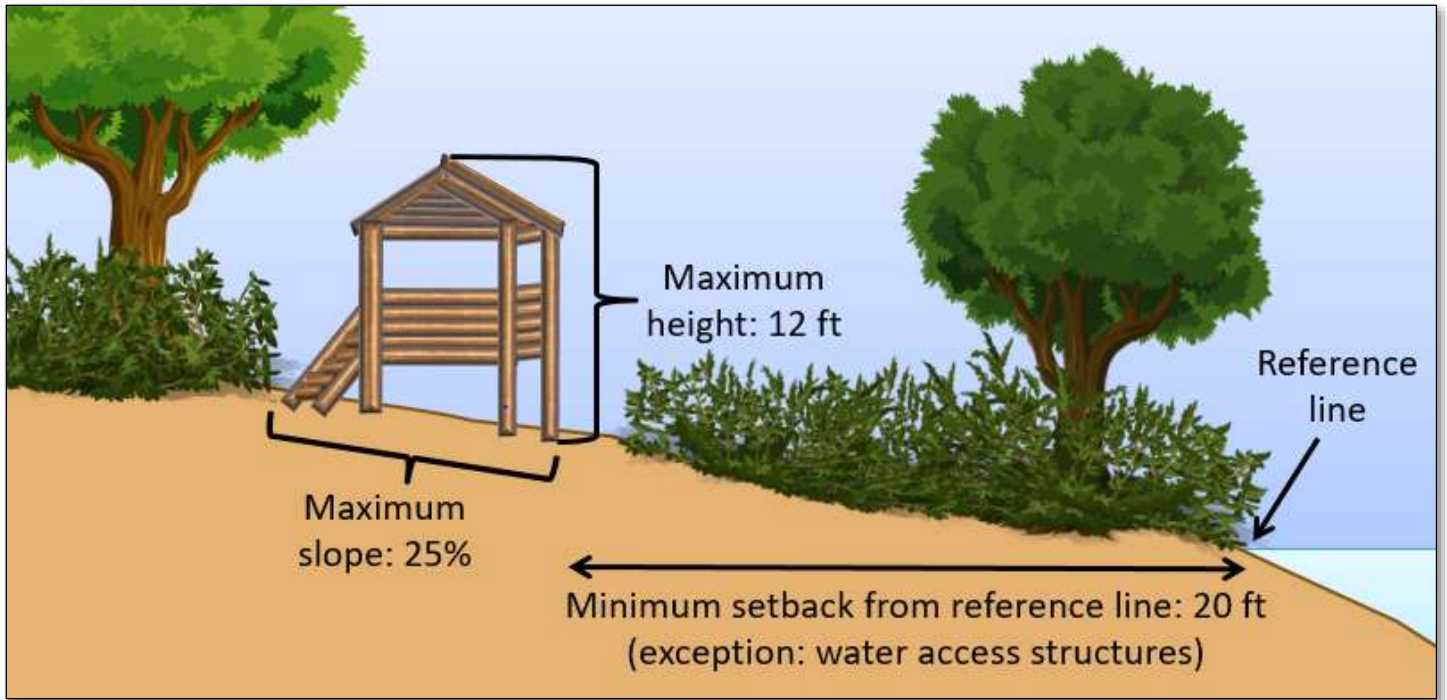 Maximum
height: 12 ft
Reference
line
Maximum
slope: 25%
Minimum setback from reference line: 20 ft
(exception: water access structures)